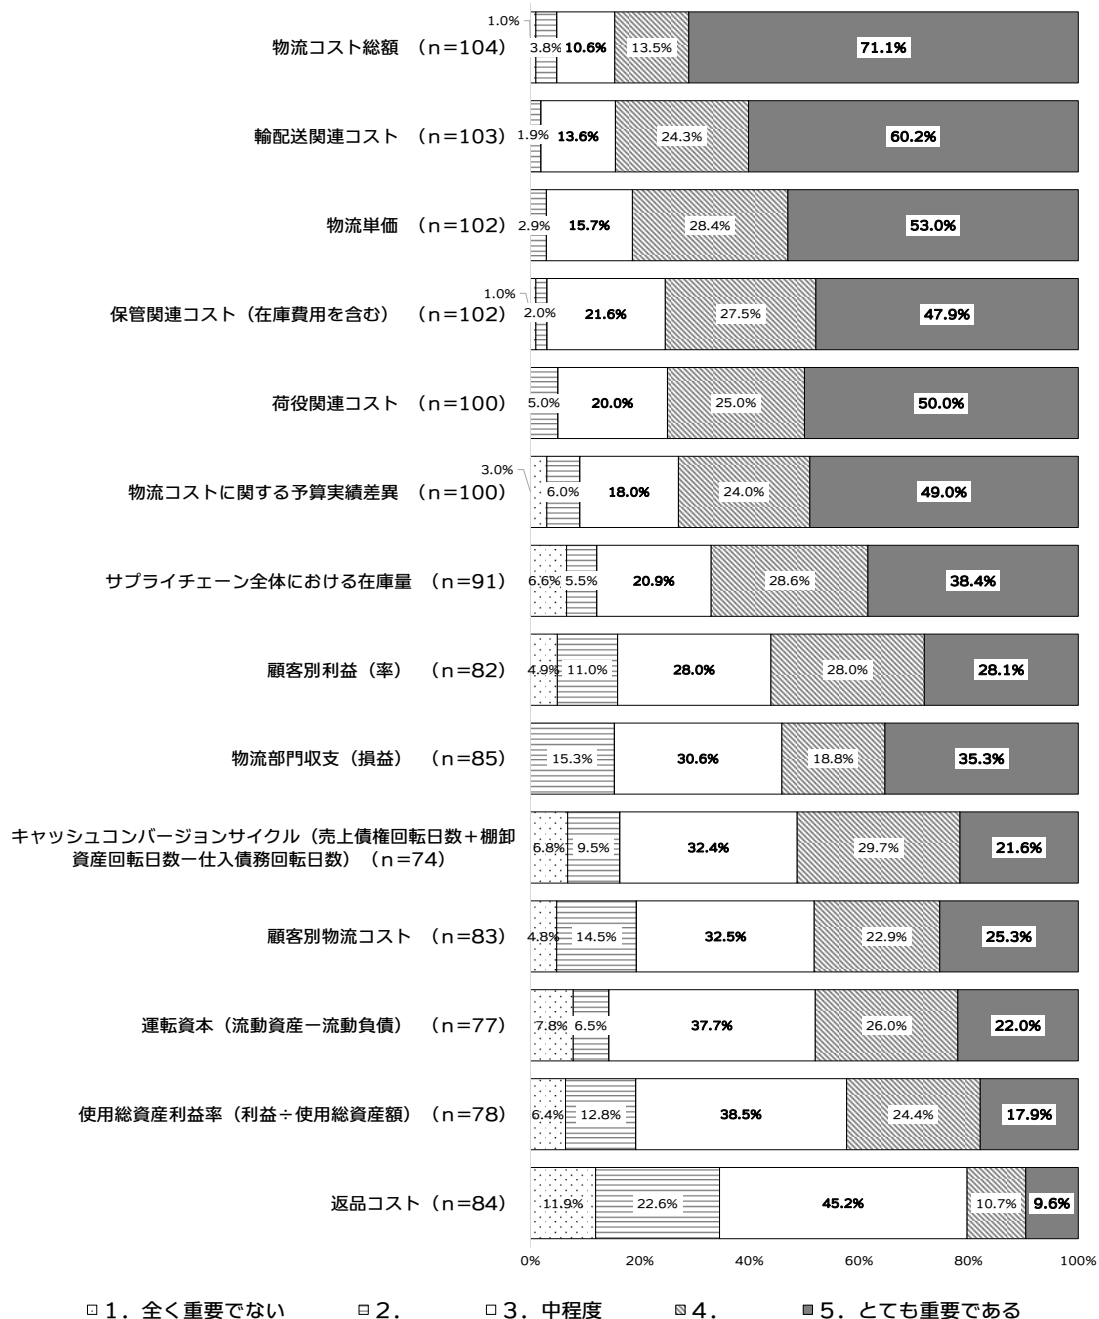 1.0%
物流コスト総額 （n=104） 3.8% 10.6% 13.5% 71.1%
輸配送関連コスト （n=103） 1.9% 13.6% 24.3% 60.2%
物流単価 （n=102） 2.9% 15.7% 28.4% 53.0%
1.0%
保管関連コスト（在庫費用を含む） （n=102） 2.0% 21.6% 27.5% 47.9%
荷役関連コスト （n=100） 5.0% 20.0% 25.0% 50.0%
3.0%
物流コストに関する予算実績差異 （n=100） 6.0% 18.0% 24.0% 49.0%
サプライチェーン全体における在庫量 （n=91） 6.6% 5.5% 20.9% 28.6% 38.4%
顧客別利益（率） （n=82） 4.9% 11.0% 28.0% 28.0% 28.1%
物流部門収支（損益） （n=85） 15.3% 30.6% 18.8% 35.3%
キャッシュコンバージョンサイクル（売上債権回転日数＋棚卸
資産回転日数ー仕入債務回転日数）（n=74） 6.8% 9.5% 32.4% 29.7% 21.6%
顧客別物流コスト （n=83） 4.8% 14.5% 32.5% 22.9% 25.3%
運転資本（流動資産ー流動負債） （n=77） 7.8% 6.5% 37.7% 26.0% 22.0%
使用総資産利益率（利益÷使用総資産額）（n=78） 6.4% 12.8% 38.5% 24.4% 17.9%
返品コスト（n=84） 11.9% 22.6% 45.2% 10.7% 9.6%
0% 20% 40% 60% 80% 100%
1．全く重要でない 2． 3．中程度 4． 5．とても重要である